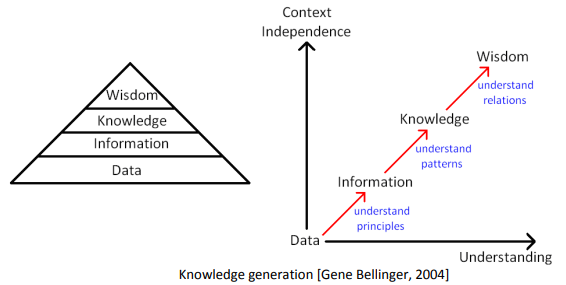 Wisdom
Knowledge
Information
Data
Context
Independence
Wisdom
understand
relations
Knowledge
understand
patterns
Information
understand
principles
Data
Understanding
Knowledge generation [Gene Bellinger, 2004]